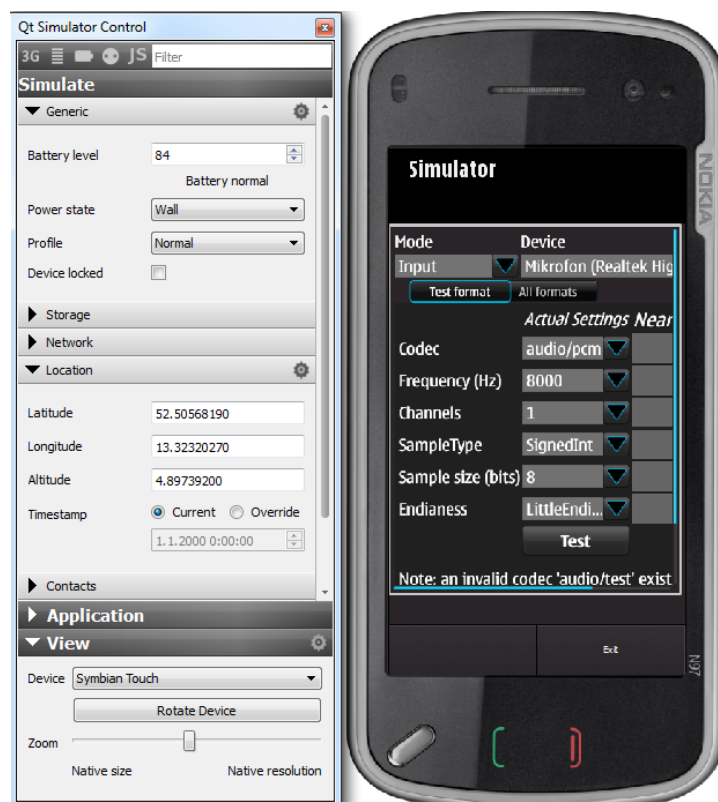 Qt Simulator Control
3G JS Filter
Simulate
Generic
Battery level 84
Battery normal
Power state Wall
Profile Normal
Device locked
Storage
Network
Location
Latitude 52.50568190
Longitude 13.32320270
Altitude 4.89739200
Timestamp Current Override
1.1.2000 0:00:00
Contacts
Application
View
Device Symbian Touch
Rotate Device
Zoom
Native size Native resolution
NOKIA
Simulator
Mode Device
Input Mikrofon (Realtek Hig
Test format All formats
Actual Settings Near
Codec audio/pcm
Frequency (Hz) 8000
Channels 1
SampleType SignedInt
Sample size (bits) 8
Endianess LittleEndi...
Test
Note: an invalid codec 'audio/test' exist
Exit
N97